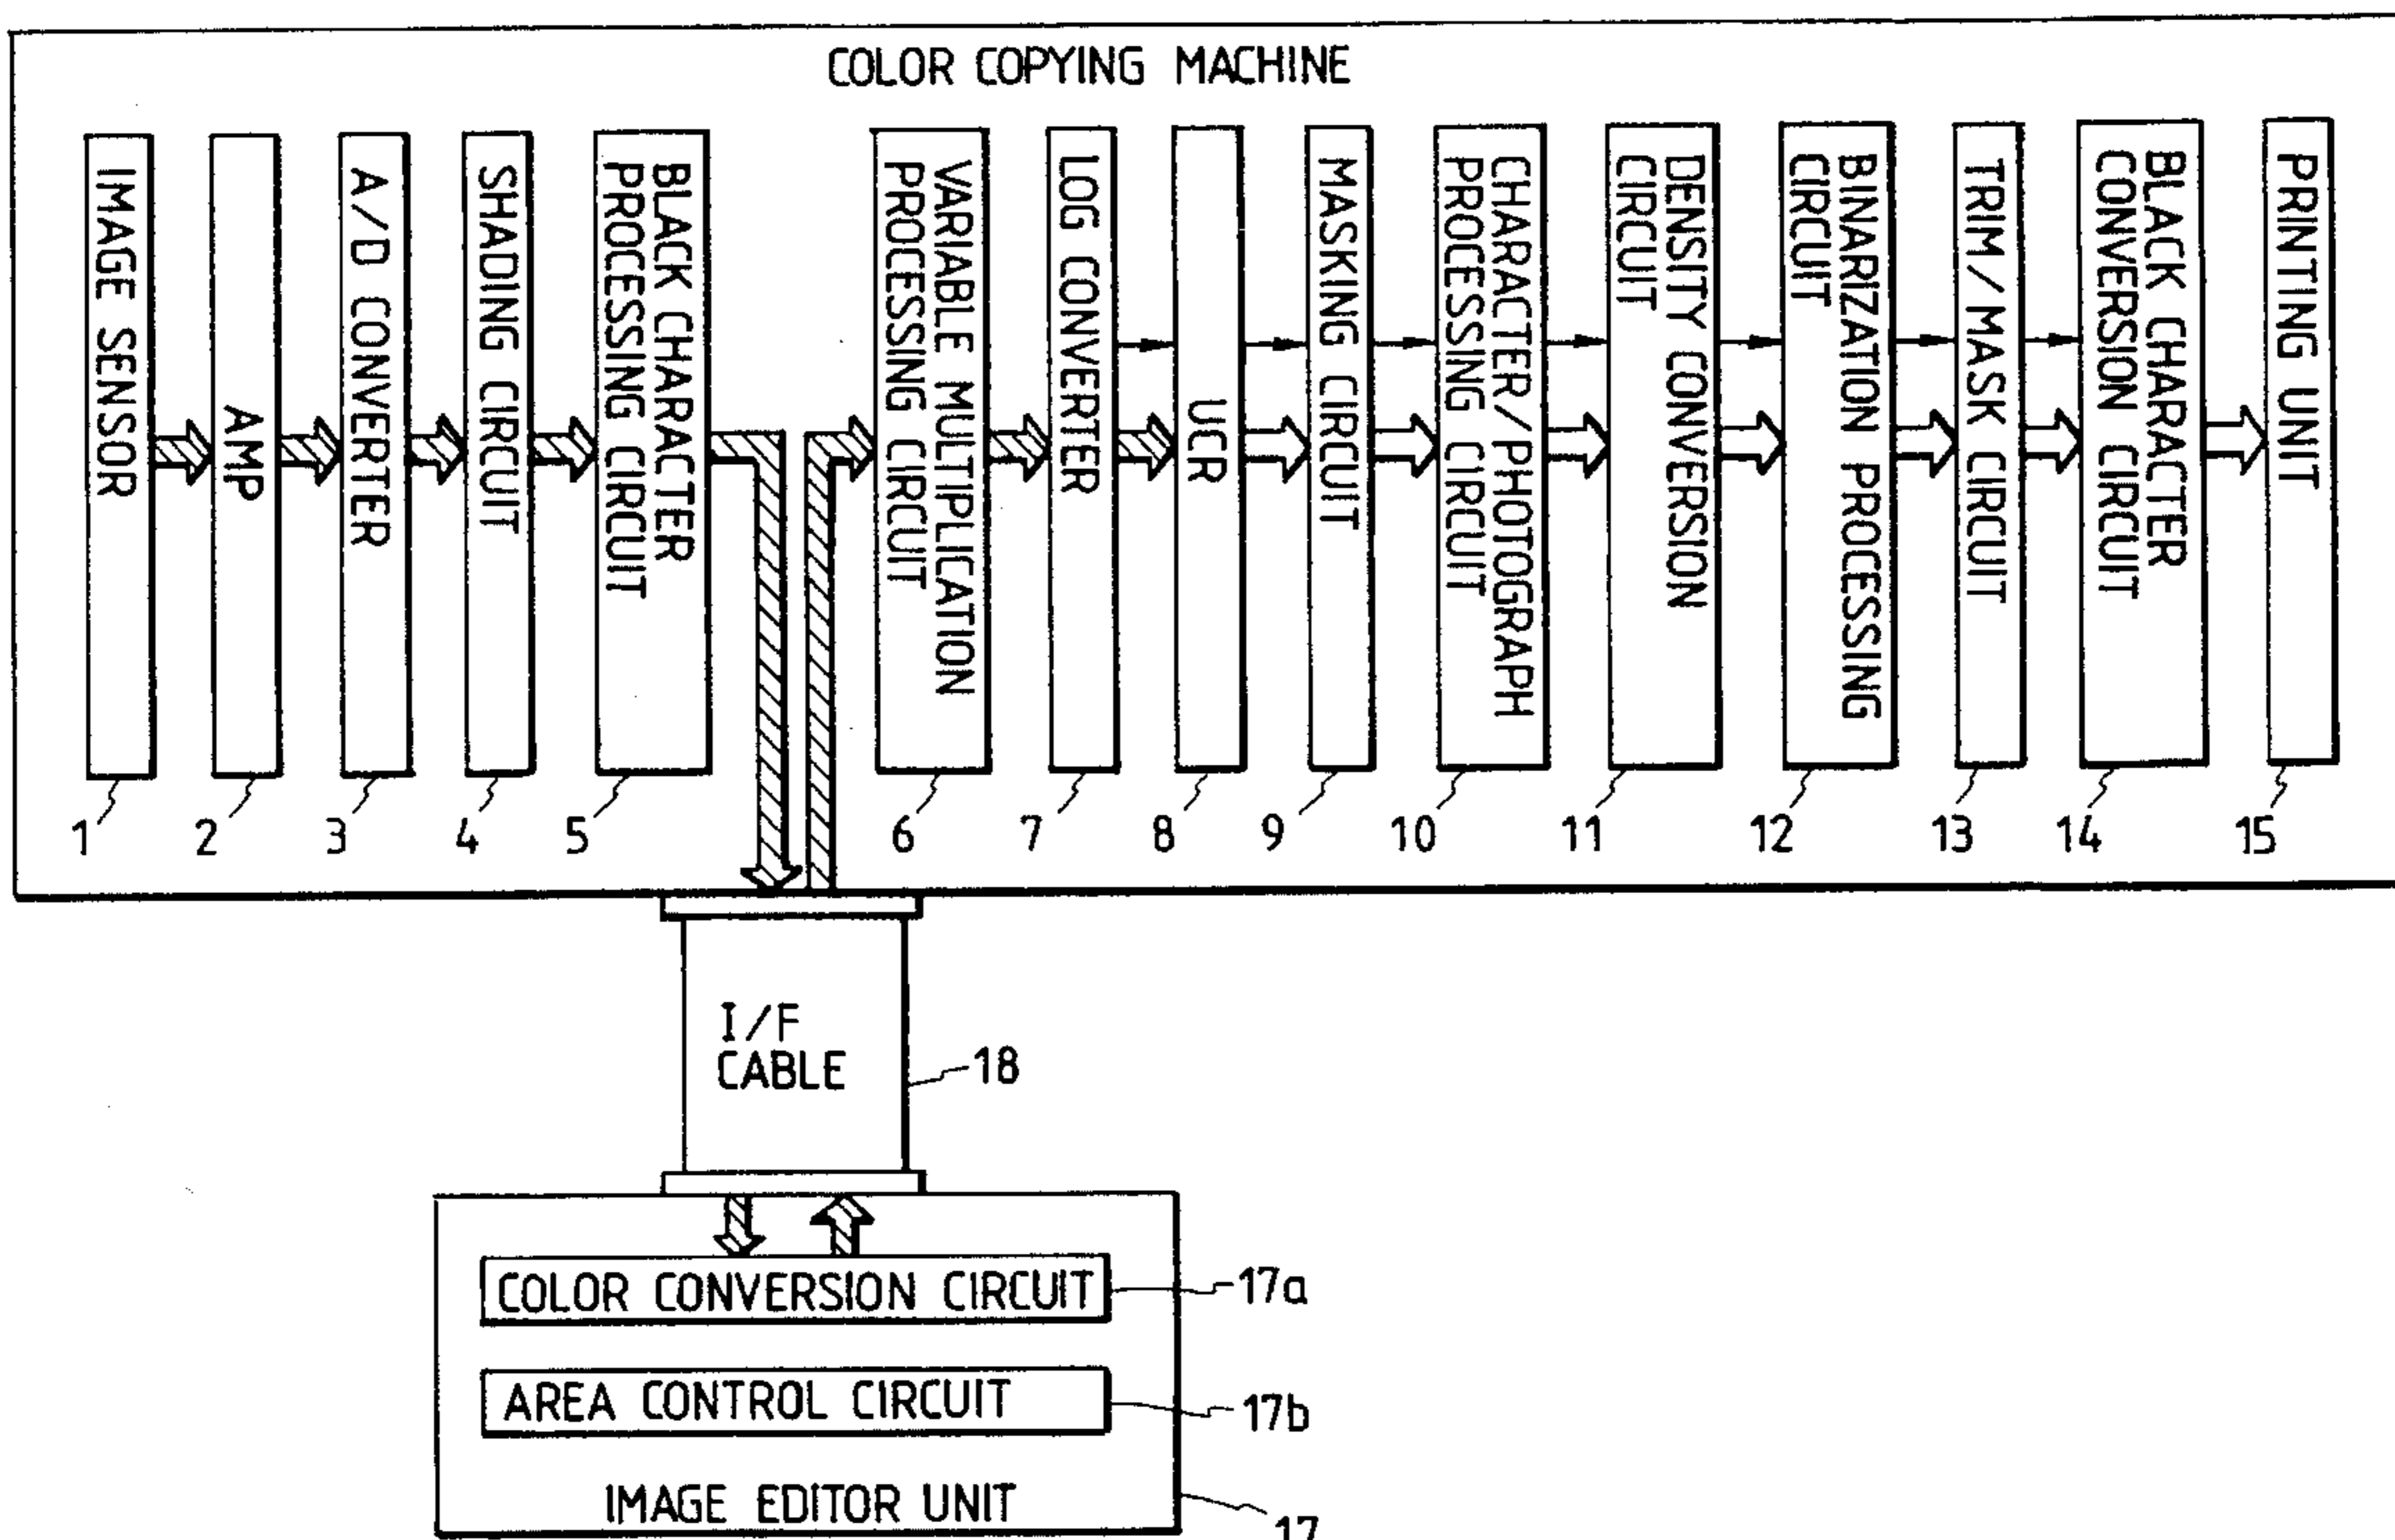 COLOR COPYING MACHINE
IMAGE SENSOR
AMP
A/D CONVERTER
SHADING CIRCUIT
BLACK CHARACTER
PROCESSING CIRCUIT
VARIABLE MULTIPLICATION
PROCESSING CIRCUIT
LOG CONVERTER
UCR
MASKING CIRCUIT
CHARACTER/PHOTOGRAPH
PROCESSING CIRCUIT
DENSITY CONVERSION
CIRCUIT
BINARIZATION PROCESSING
CIRCUIT
TRIM/MASK CIRCUIT
BLACK CHARACTER
CONVERSION CIRCUIT
PRINTING UNIT
1 2 3 4 5 6 7 8 9 10 11 12 13 14 15
I/F
CABLE
18
COLOR CONVERSION CIRCUIT
17a
AREA CONTROL CIRCUIT
17b
IMAGE EDITOR UNIT
17